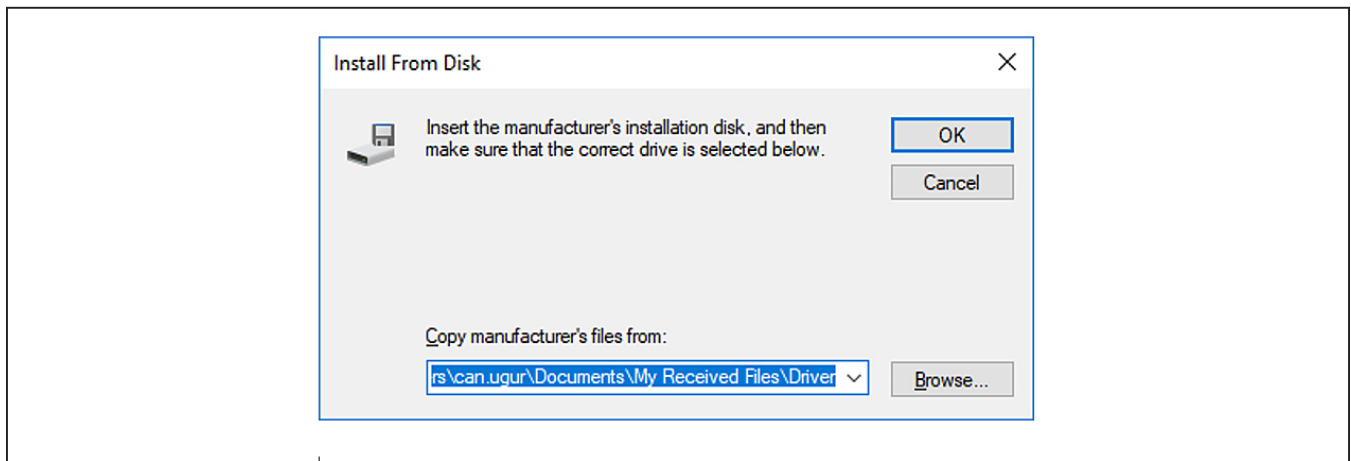 Install From Disk
Insert the manufacturer's installation disk, and then
make sure that the correct drive is selected below.
OK
Cancel
Copy manufacturer's files from:
rs\can.ugur\Documents\My Received Files\Driver
Browse...